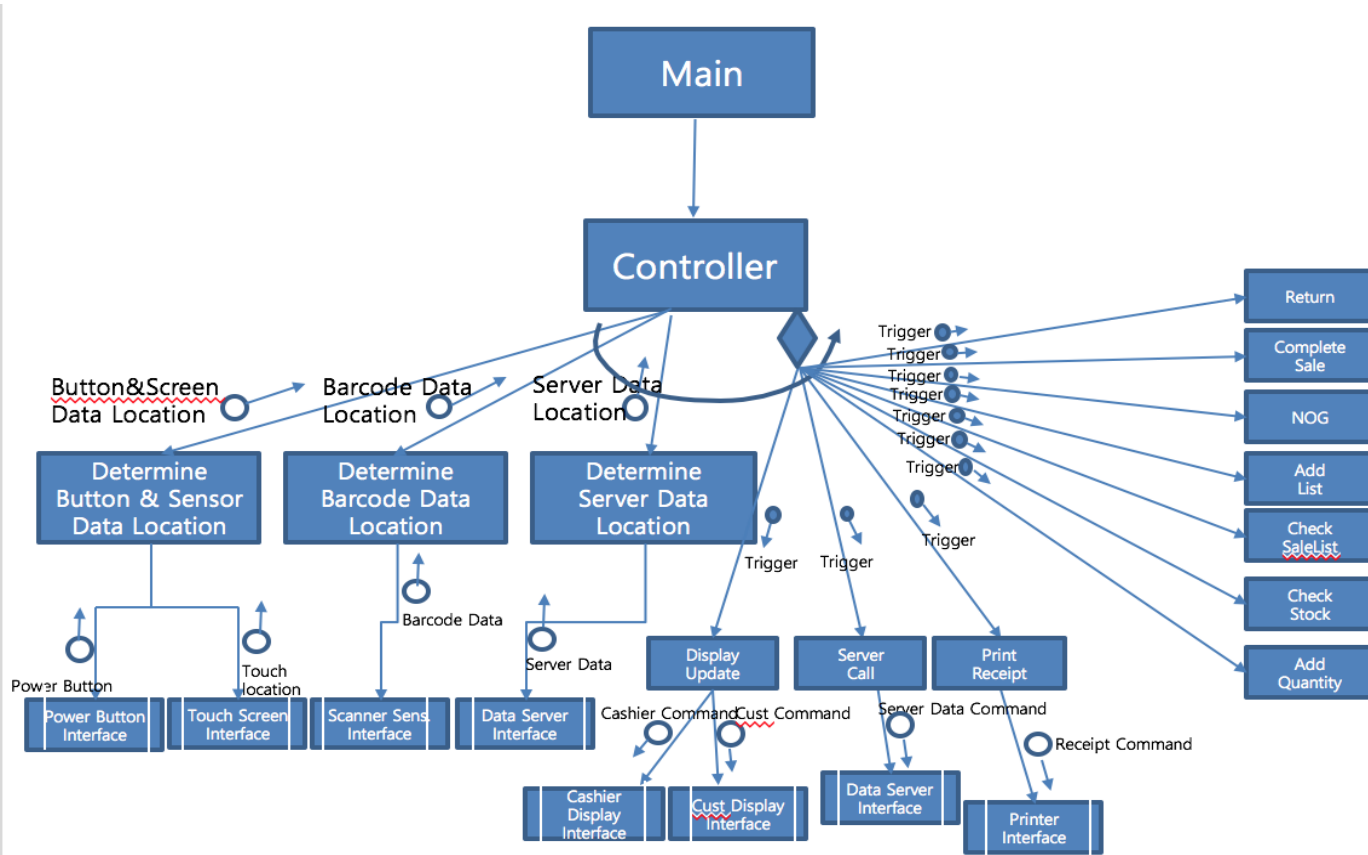 Main
Controller
Button&Screen
Data Location
Barcode Data
Location
Server Data
Location
Trigger
Trigger
Trigger
Trigger
Trigger
Trigger
Trigger
Return
Complete
Sale
NOG
Add
List
Check
SaleList
Check
Stock
Add
Quantity
Determine
Button & Sensor
Data Location
Determine
Barcode Data
Location
Determine
Server Data
Location
Trigger
Trigger
Trigger
Power Button
Touch
location
Barcode Data
Server Data
Display
Update
Server
Call
Print
Receipt
Power Button
Interface
Touch Screen
Interface
Scanner Sens.
Interface
Data Server
Interface
Cashier Command
Cust Command
Server Data Command
Receipt Command
Cashier
Display
Interface
Cust Display
Interface
Data Server
Interface
Printer
Interface